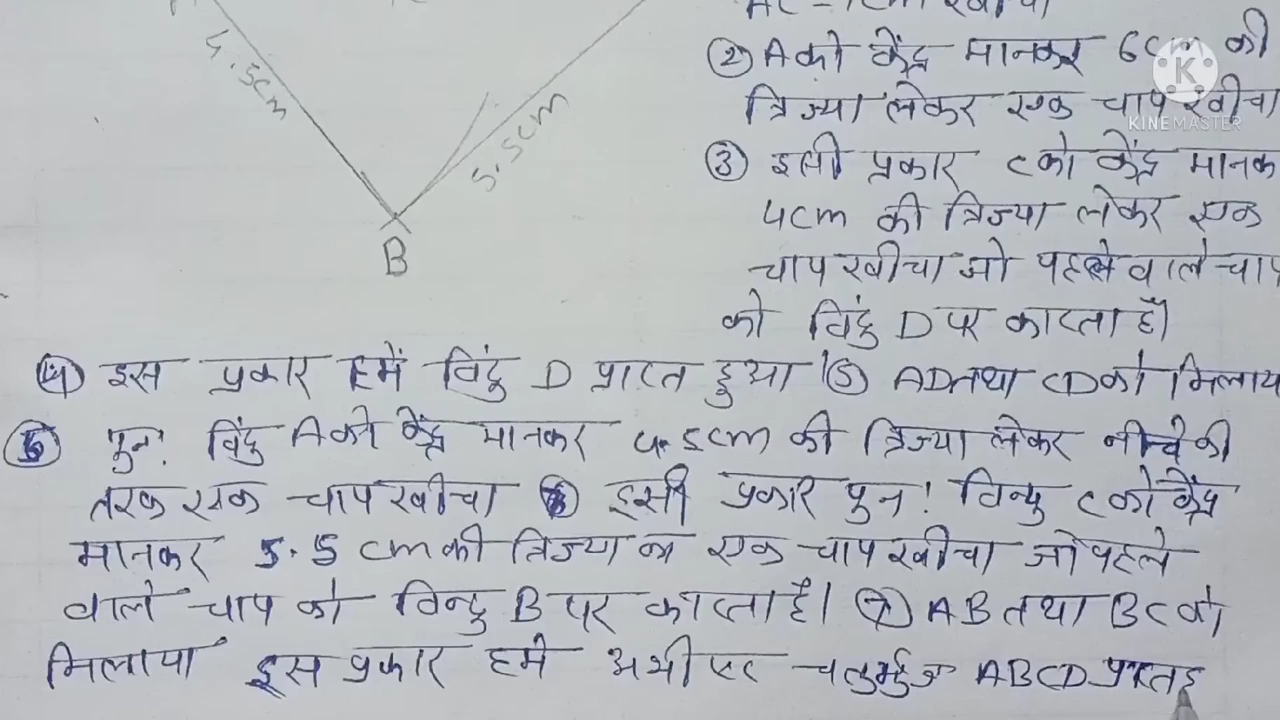 AC = 7cm खींचा
② A को केंद्र मानकर 6cm की
त्रिज्या लेकर एक चाप खींचा
③ इसी प्रकार C को केंद्र मानक
4cm की त्रिज्या लेकर एक
चाप खींचा जो पहले वाले चाप
को विंदु D पर काटता है।
④ इस प्रकार हमें विंदु D प्राप्त हुआ। ⑤ AD तथा CD को मिलाय
⑥ पुन: विंदु A को केंद्र मानकर 4.5cm की त्रिज्या लेकर नीचे की
तरफ एक चाप खींचा इसी प्रकार पुन: विन्दु C को केंद्र
मानकर 5.5 cm की त्रिज्या का एक चाप खींचा जो पहले
वाले चाप को विन्दु B पर काटता है। ⑦ AB तथा BC को
मिलाया इस प्रकार हमे अभीष्ट चतुर्भुज ABCD प्राप्त ह
4.5cm
5.5cm
B
K
KINEMASTER